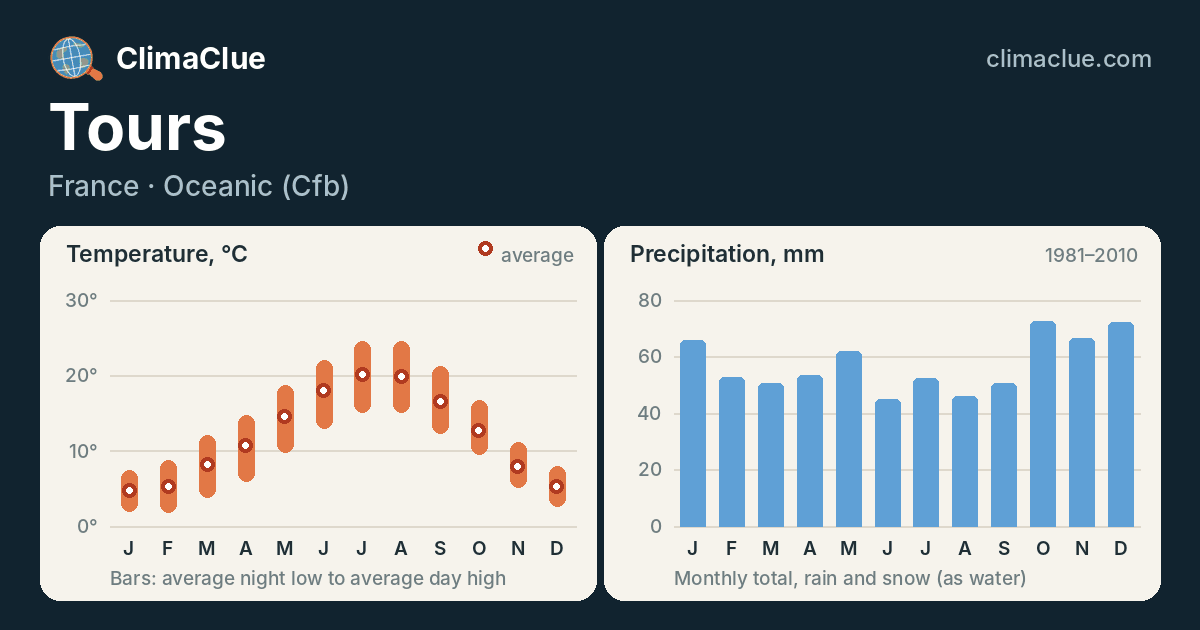 ClimaClue
climaclue.com
Tours
France · Oceanic (Cfb)
Temperature, °C
average
30°
20°
10°
0°
J F M A M J J A S O N D
Bars: average night low to average day high
Precipitation, mm
1981–2010
80
60
40
20
0
J F M A M J J A S O N D
Monthly total, rain and snow (as water)